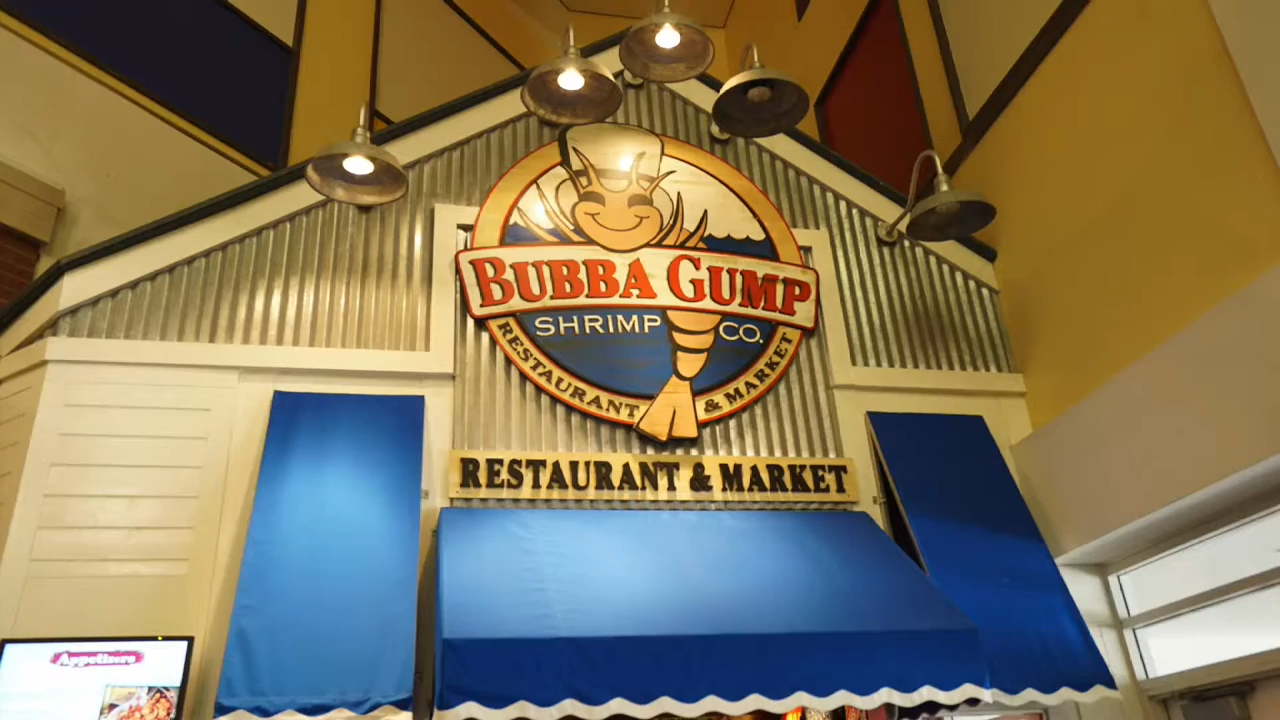 BUBBA GUMP
SHRIMP CO.
RESTAURANT & MARKET
RESTAURANT & MARKET
Appetizers